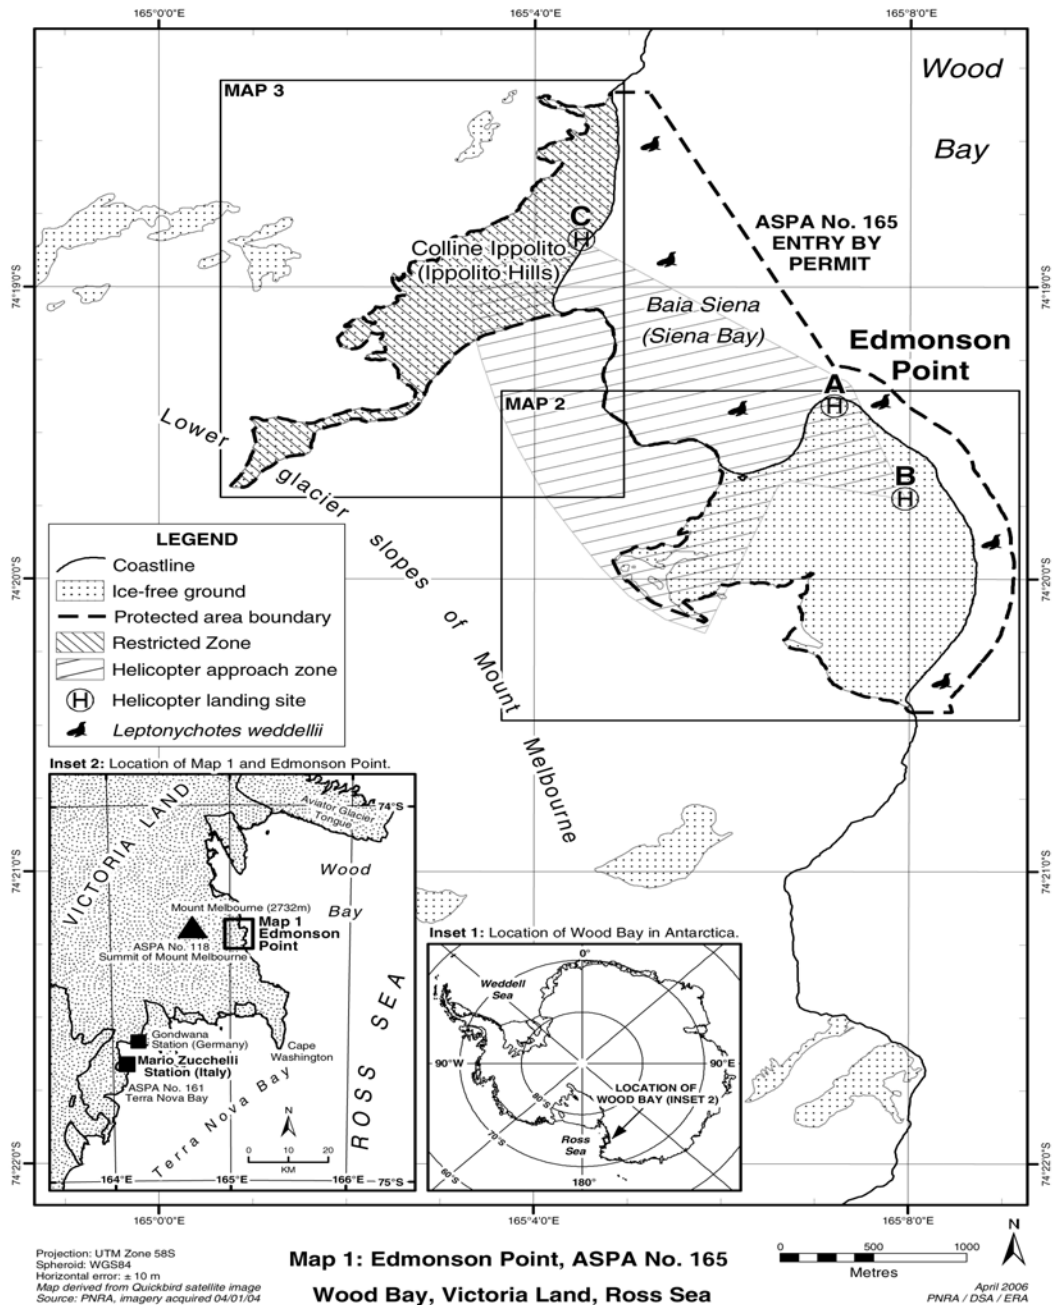 165°0'0"E
165°4'0"E
165°8'0"E
MAP 3
Wood
Bay
C
H
Colline Ippolito
(Ippolito Hills)
ASPA No. 165
ENTRY BY
PERMIT
74°19'0"S
74°19'0"S
Baia Siena
(Siena Bay)
Edmonson
Point
A
H
MAP 2
B
H
Lower glacier slopes of Mount Melbourne
LEGEND
Coastline
Ice-free ground
Protected area boundary
Restricted Zone
Helicopter approach zone
H Helicopter landing site
Leptonychotes weddellii
74°20'0"S
74°20'0"S
Inset 2: Location of Map 1 and Edmonson Point.
VICTORIA LAND
Aviator Glacier
Tongue
74°S
Wood
Bay
Mount Melbourne (2732m)
Map 1
Edmonson
Point
ASPA No. 118
Summit of Mount Melbourne
ROSS SEA
Gondwana
Station (Germany)
Mario Zucchelli
Station (Italy)
ASPA No. 161
Terra Nova Bay
Cape
Washington
Terra Nova Bay
N
0 10 20
KM
164°E
165°E
166°E
75°S
74°21'0"S
74°21'0"S
Inset 1: Location of Wood Bay in Antarctica.
0°
Weddell
Sea
90°W
90°E
LOCATION OF
WOOD BAY (INSET 2)
80°S
70°S
60°S
Ross
Sea
180°
74°22'0"S
74°22'0"S
165°0'0"E
165°4'0"E
165°8'0"E
Projection: UTM Zone 58S
Spheroid: WGS84
Horizontal error: ± 10 m
Map derived from Quickbird satellite image
Source: PNRA, imagery acquired 04/01/04
Map 1: Edmonson Point, ASPA No. 165
Wood Bay, Victoria Land, Ross Sea
0 500 1000
Metres
N
April 2006
PNRA / DSA / ERA